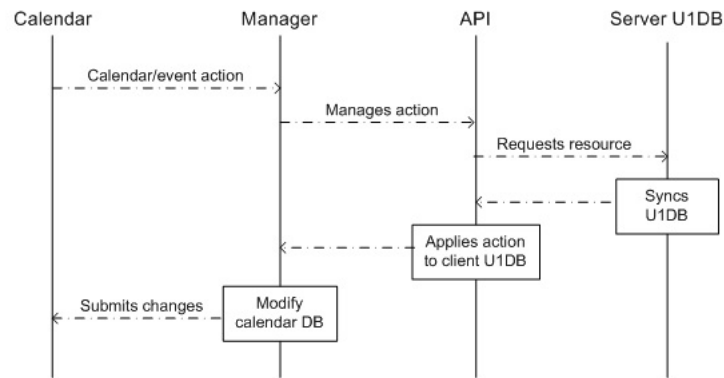 Calendar
Manager
API
Server U1DB
Calendar/event action
Manages action
Requests resource
Syncs
U1DB
Applies action
to client U1DB
Submits changes
Modify
calendar DB